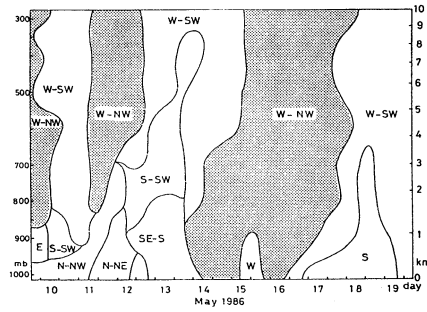 W-SW
10
300
9
8
7
W-SW
500
6
5
W-NW
W-NW
W-NW
W-SW
4
700
S-SW
3
800
2
900
E
S-SW
SE-S
1
mb
1000
N-NW
N-NE
W
S
km
0
10 11 12 13 14 15 16 17 18 19 day
May 1986